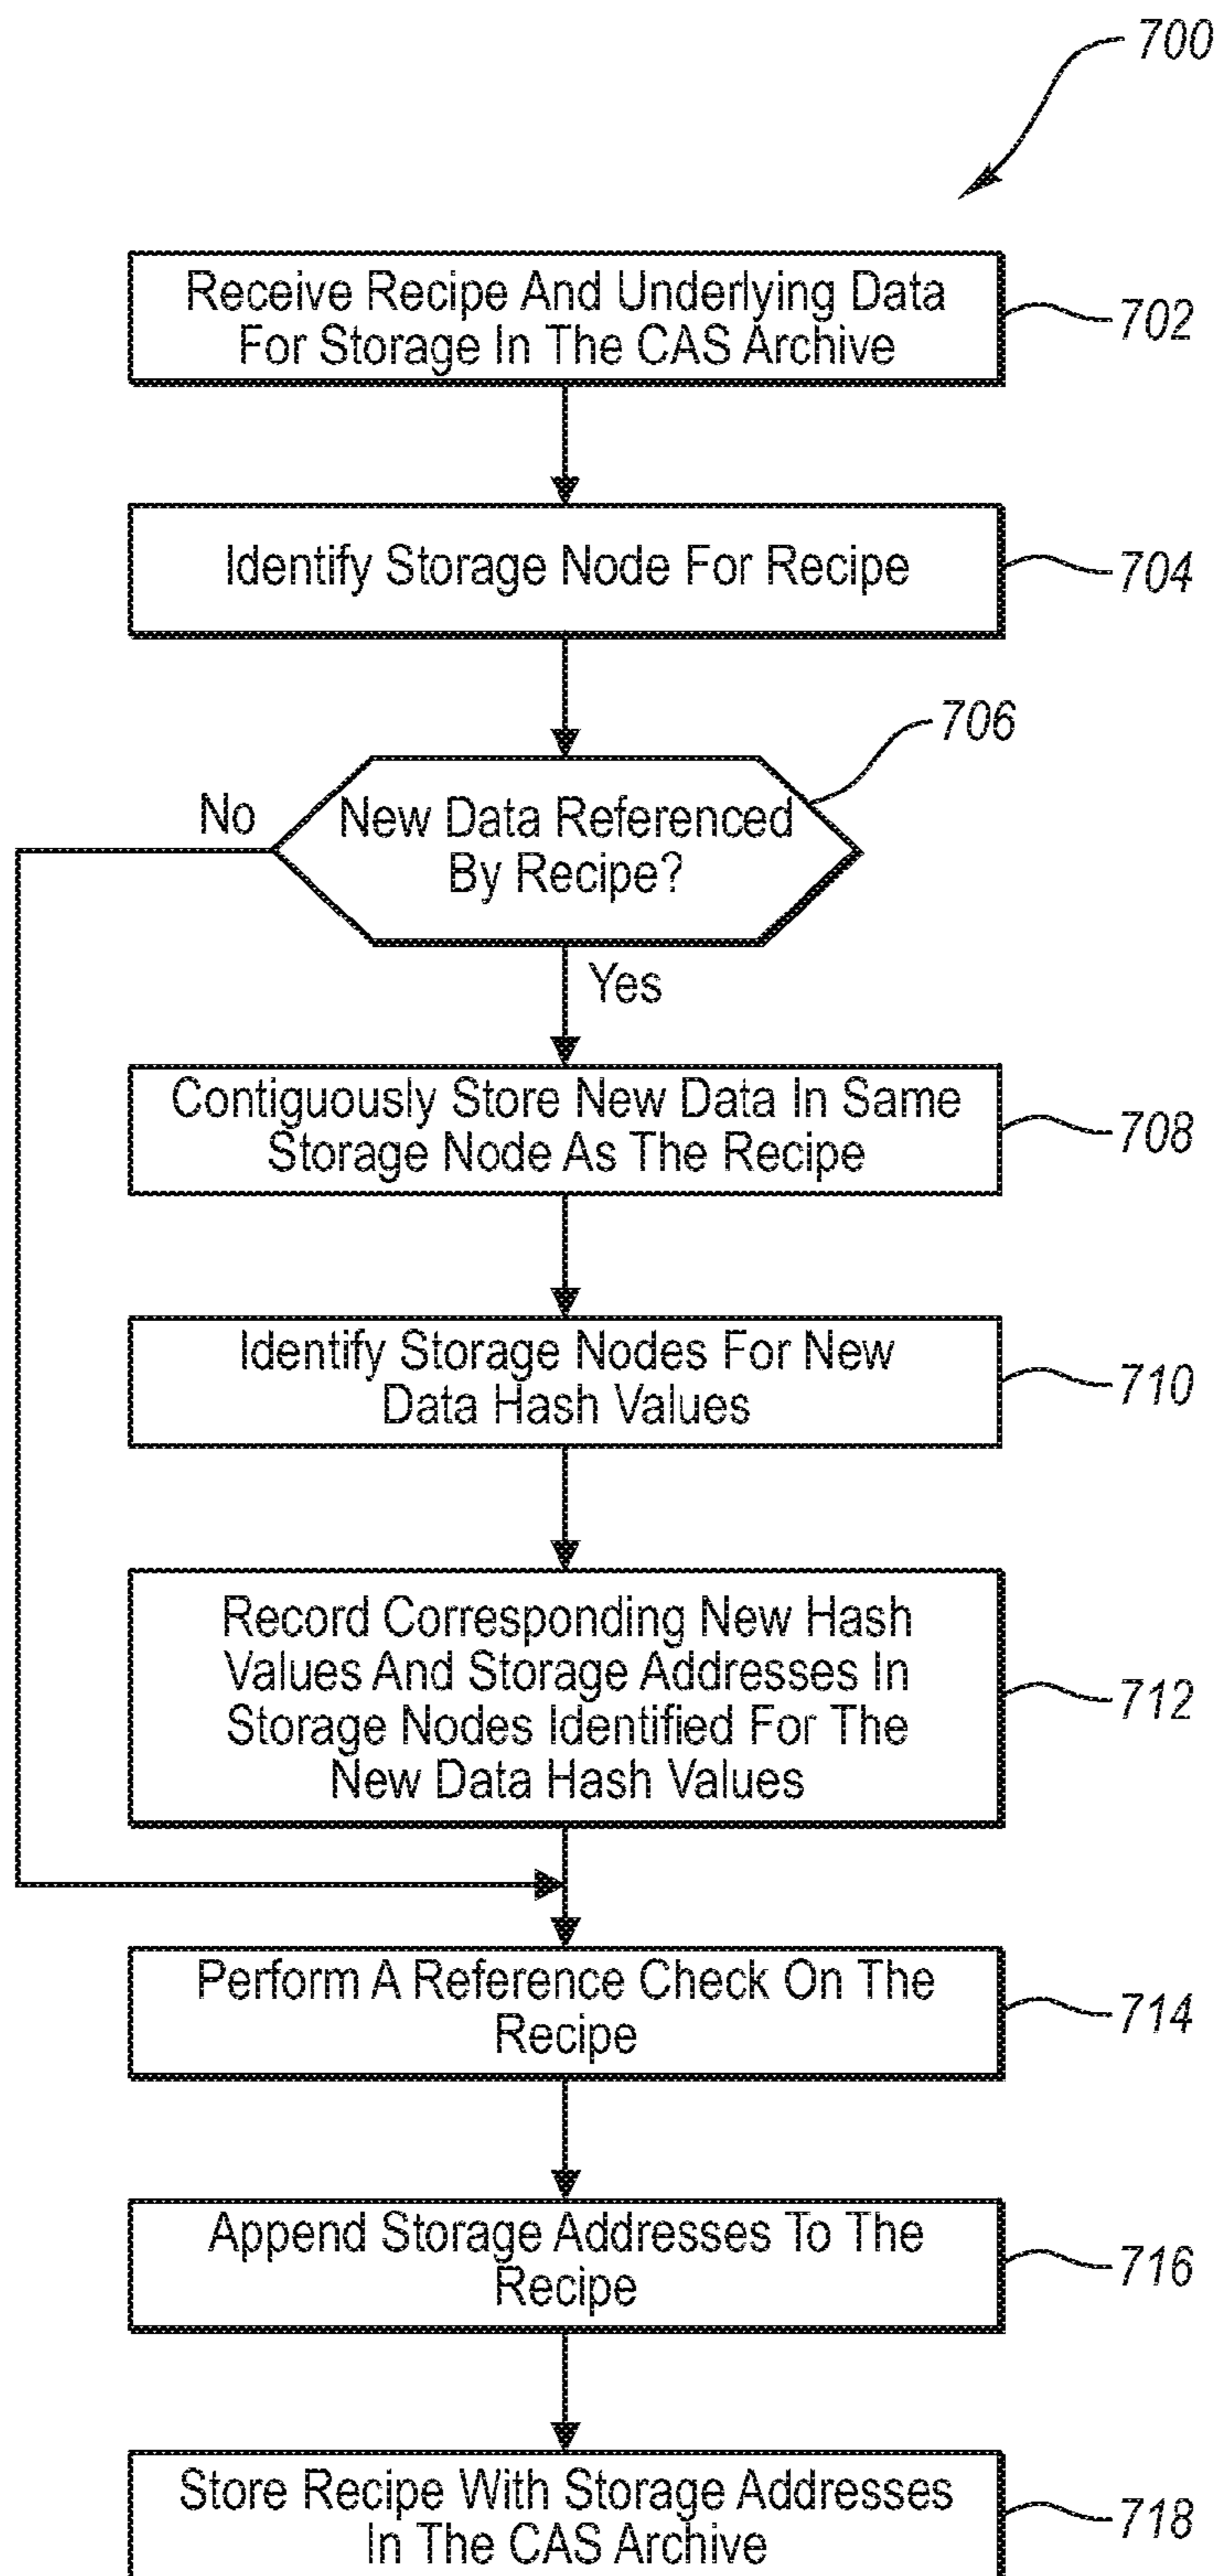 700
Receive Recipe And Underlying Data
For Storage In The CAS Archive
702
Identify Storage Node For Recipe
704
706
No
New Data Referenced
By Recipe?
Yes
Contiguously Store New Data In Same
Storage Node As The Recipe
708
Identify Storage Nodes For New
Data Hash Values
710
Record Corresponding New Hash
Values And Storage Addresses In
Storage Nodes Identified For The
New Data Hash Values
712
Perform A Reference Check On The
Recipe
714
Append Storage Addresses To The
Recipe
716
Store Recipe With Storage Addresses
In The CAS Archive
718